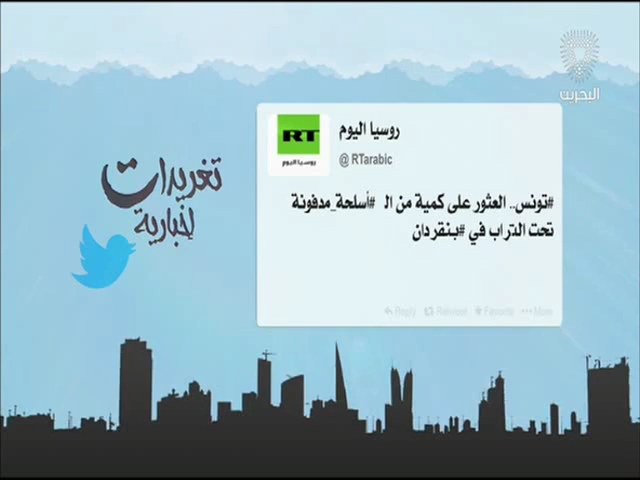 البحرين
تغريدات
إخبارية
RT
روسيا اليوم
روسيا اليوم
@RTarabic
#تونس.. العثور على كمية من الـ #أسلحة_مدفونة
تحت التراب في #بنقردان
Reply Retweet Favorite More